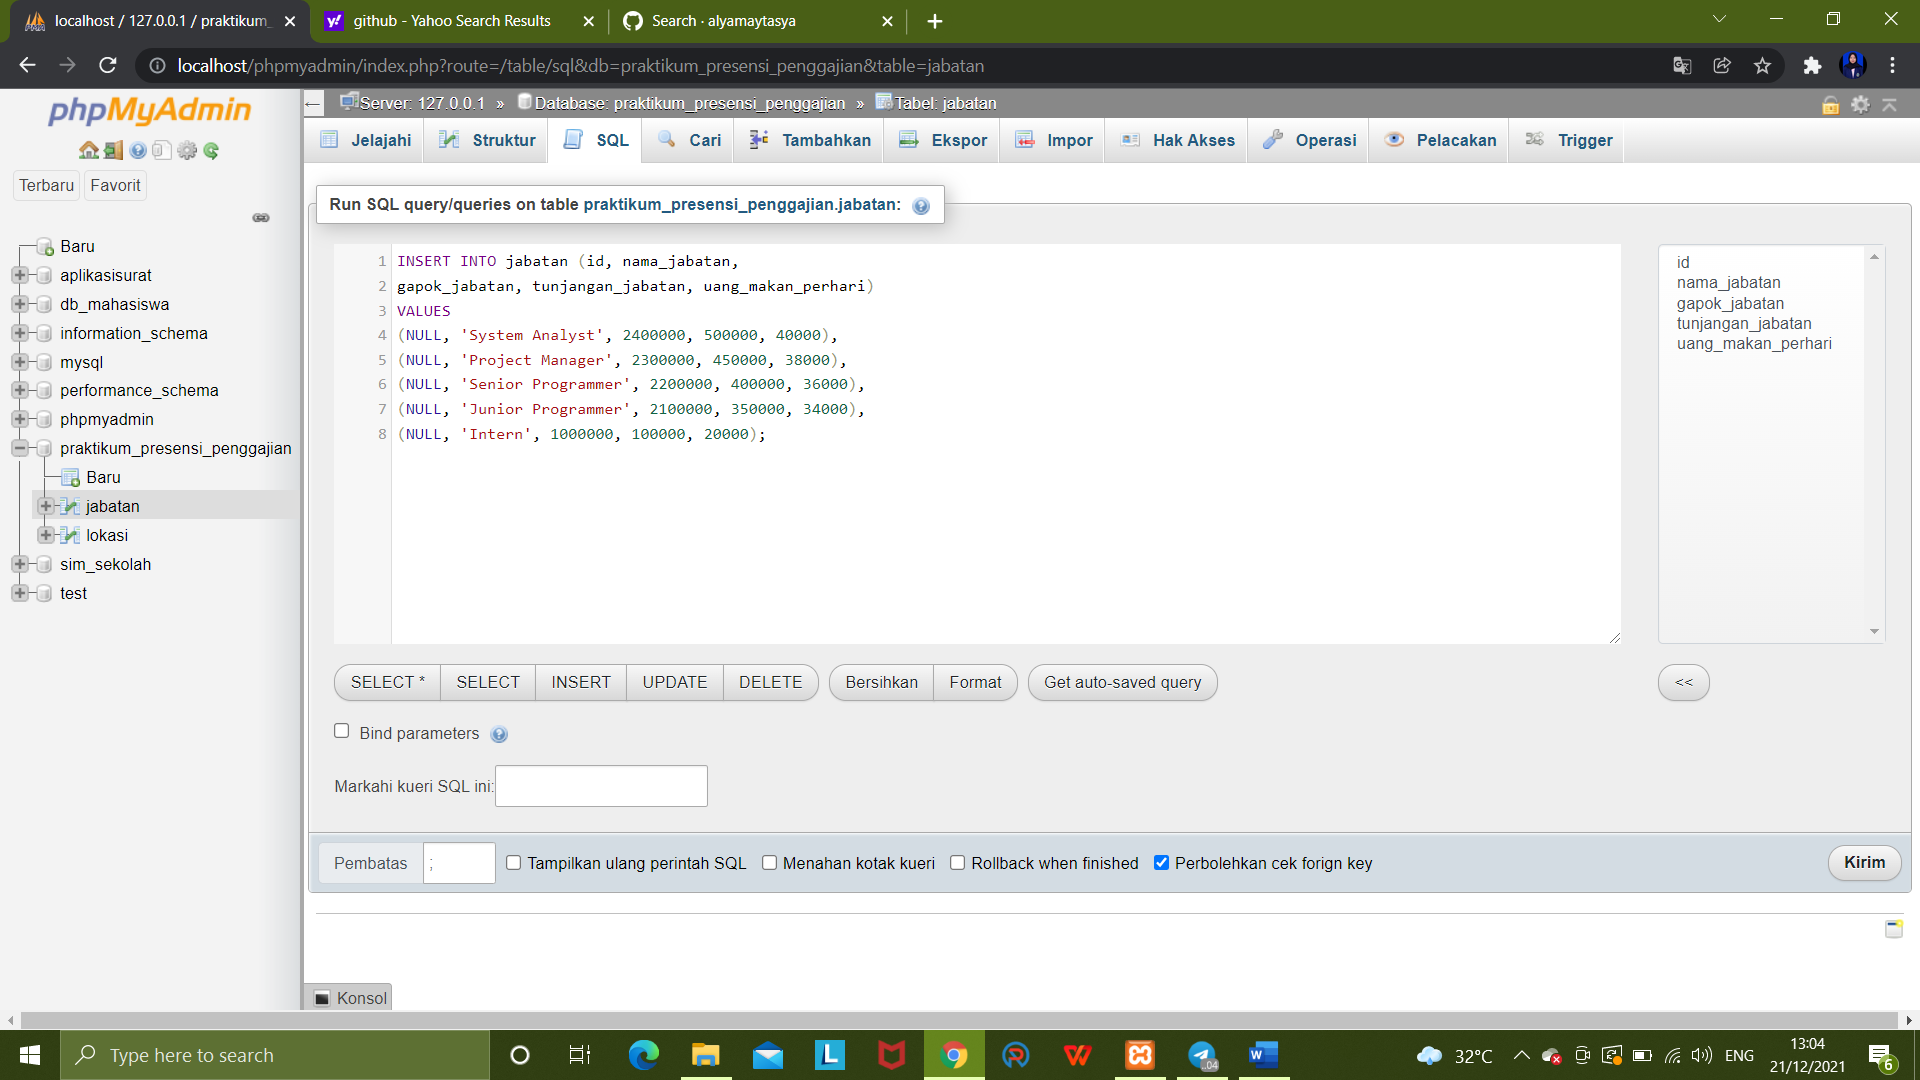 localhost / 127.0.0.1 / praktikum_
github - Yahoo Search Results
Search · alyamaytasya
localhost/phpmyadmin/index.php?route=/table/sql&db=praktikum_presensi_penggajian&table=jabatan
phpMyAdmin
Server: 127.0.0.1 » Database: praktikum_presensi_penggajian » Tabel: jabatan
Jelajahi Struktur SQL Cari Tambahkan Ekspor Impor Hak Akses Operasi Pelacakan Trigger
Terbaru Favorit
Baru
aplikasisurat
db_mahasiswa
information_schema
mysql
performance_schema
phpmyadmin
praktikum_presensi_penggajian
Baru
jabatan
lokasi
sim_sekolah
test
Run SQL query/queries on table praktikum_presensi_penggajian.jabatan:
1 INSERT INTO jabatan (id, nama_jabatan,
2 gapok_jabatan, tunjangan_jabatan, uang_makan_perhari)
3 VALUES
4 (NULL, 'System Analyst', 2400000, 500000, 40000),
5 (NULL, 'Project Manager', 2300000, 450000, 38000),
6 (NULL, 'Senior Programmer', 2200000, 400000, 36000),
7 (NULL, 'Junior Programmer', 2100000, 350000, 34000),
8 (NULL, 'Intern', 1000000, 100000, 20000);
id
nama_jabatan
gapok_jabatan
tunjangan_jabatan
uang_makan_perhari
SELECT * SELECT INSERT UPDATE DELETE Bersihkan Format Get auto-saved query <<
Bind parameters
Markahi kueri SQL ini:
Pembatas ; Tampilkan ulang perintah SQL Menahan kotak kueri Rollback when finished Perbolehkan cek forign key Kirim
Konsol
Type here to search
.04
32°C
ENG
13:04
21/12/2021
6